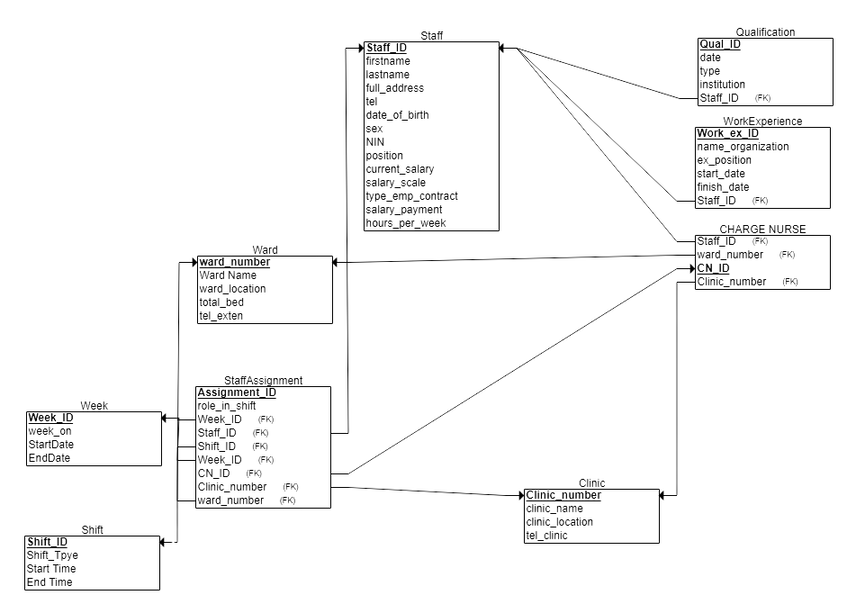 Staff
Staff_ID
firstname
lastname
full_address
tel
date_of_birth
sex
NIN
position
current_salary
salary_scale
type_emp_contract
salary_payment
hours_per_week
Qualification
Qual_ID
date
type
institution
Staff_ID (FK)
WorkExperience
Work_ex_ID
name_organization
ex_position
start_date
finish_date
Staff_ID (FK)
CHARGE NURSE
Staff_ID (FK)
ward_number (FK)
CN_ID
Clinic_number (FK)
Ward
ward_number
Ward Name
ward_location
total_bed
tel_exten
StaffAssignment
Assignment_ID
role_in_shift
Week_ID (FK)
Staff_ID (FK)
Shift_ID (FK)
Week_ID (FK)
CN_ID (FK)
Clinic_number (FK)
ward_number (FK)
Week
Week_ID
week_on
StartDate
EndDate
Clinic
Clinic_number
clinic_name
clinic_location
tel_clinic
Shift
Shift_ID
Shift_Tpye
Start Time
End Time